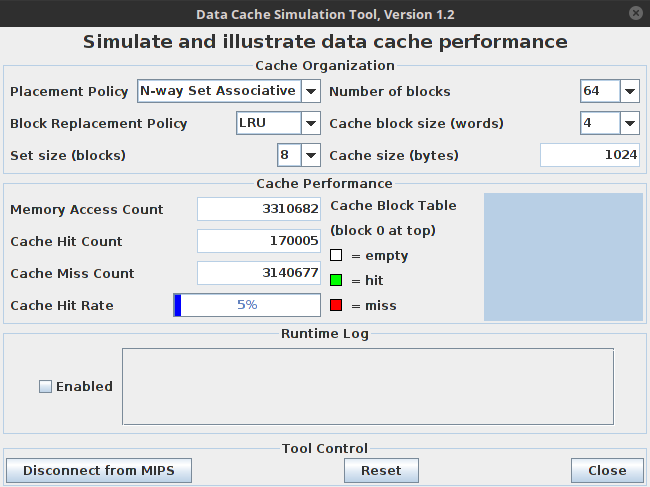 Data Cache Simulation Tool, Version 1.2
Simulate and illustrate data cache performance
Cache Organization
Placement Policy N-way Set Associative Number of blocks 64
Block Replacement Policy LRU Cache block size (words) 4
Set size (blocks) 8 Cache size (bytes) 1024
Cache Performance
Memory Access Count 3310682 Cache Block Table
(block 0 at top)
Cache Hit Count 170005
= empty
Cache Miss Count 3140677
= hit
Cache Hit Rate 5% = miss
Runtime Log
Enabled
Tool Control
Disconnect from MIPS Reset Close